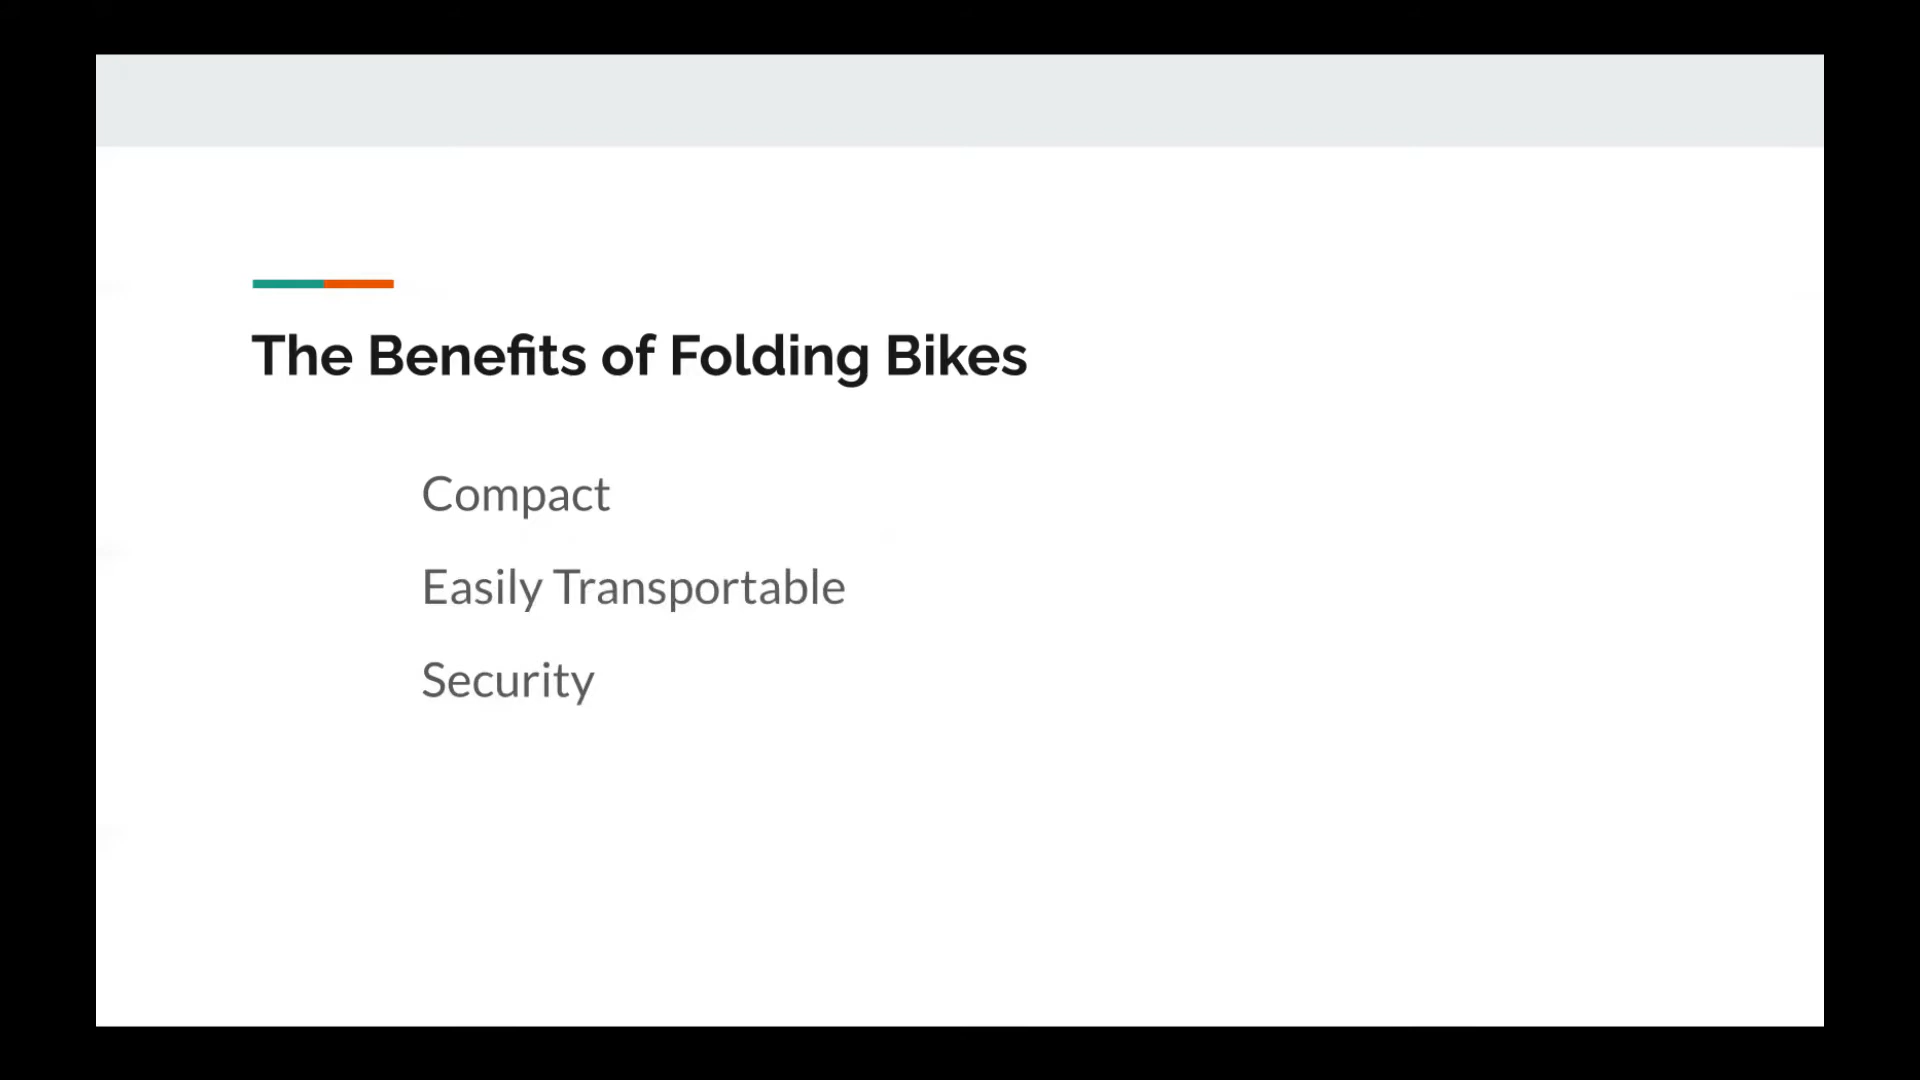 The Benefits of Folding Bikes
Compact
Easily Transportable
Security